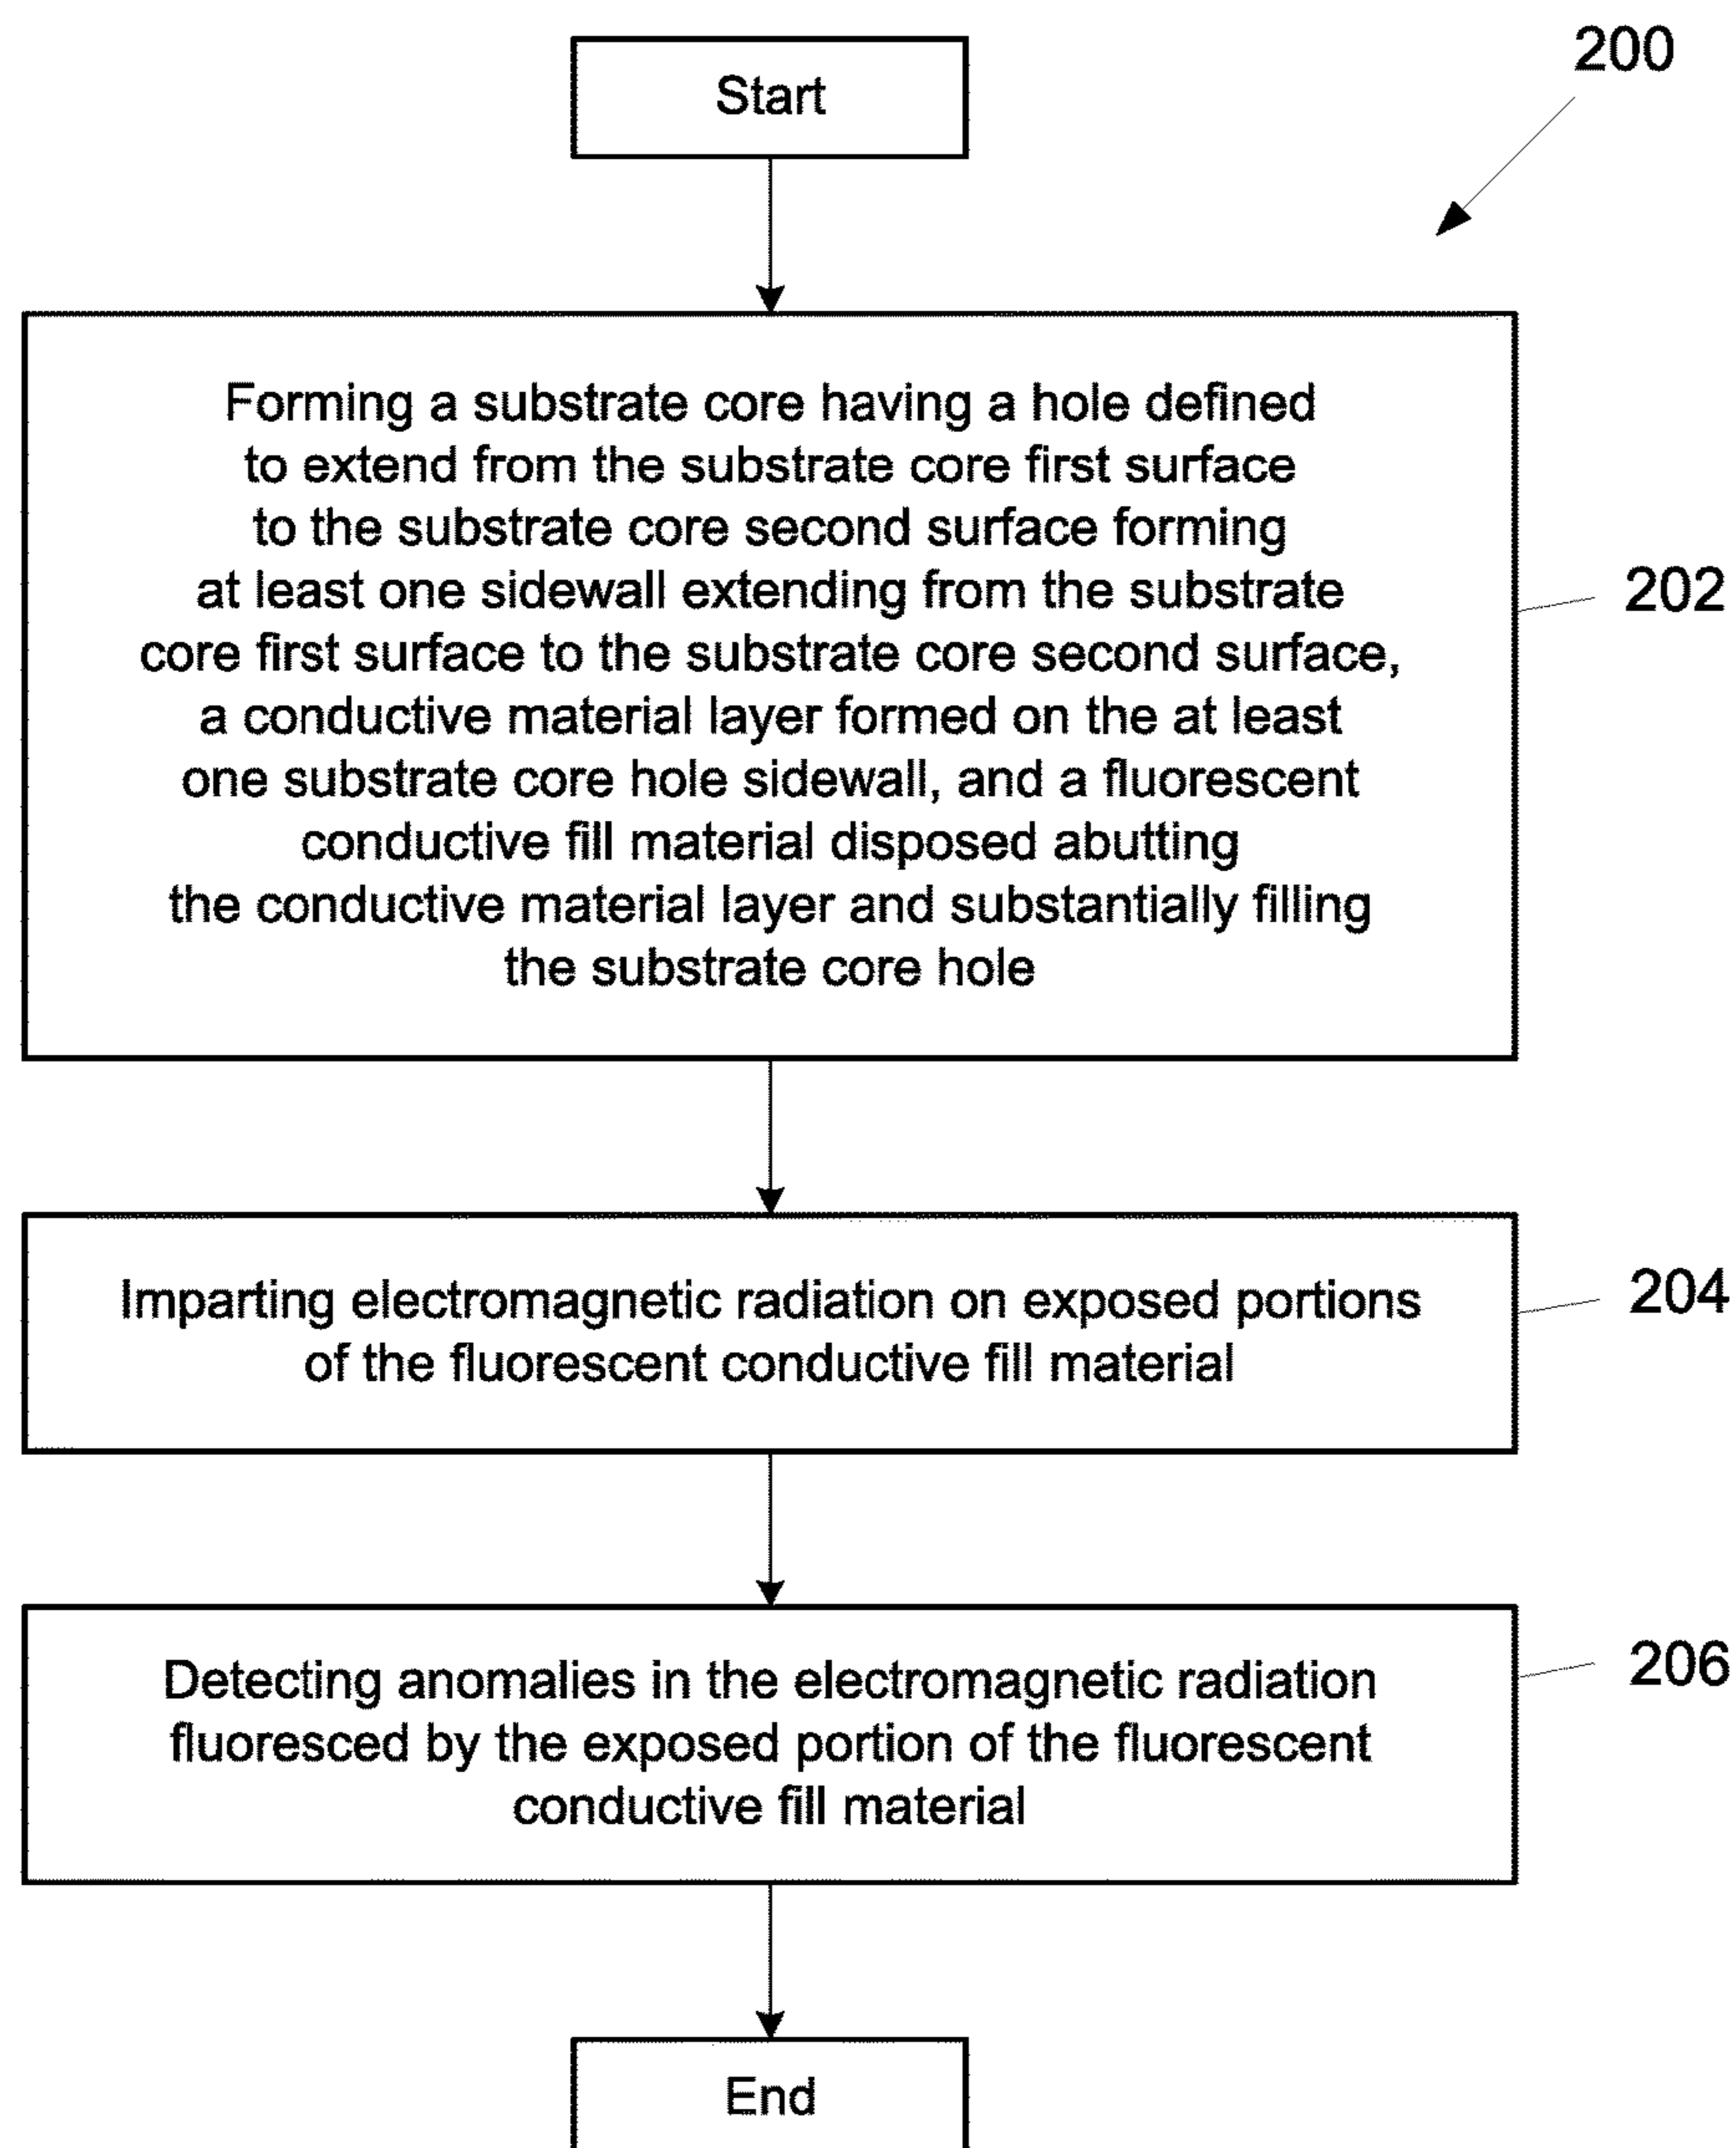 200
Start
Forming a substrate core having a hole defined
to extend from the substrate core first surface
to the substrate core second surface forming
at least one sidewall extending from the substrate
core first surface to the substrate core second surface,
a conductive material layer formed on the at least
one substrate core hole sidewall, and a fluorescent
conductive fill material disposed abutting
the conductive material layer and substantially filling
the substrate core hole
202
Imparting electromagnetic radiation on exposed portions
of the fluorescent conductive fill material
204
Detecting anomalies in the electromagnetic radiation
fluoresced by the exposed portion of the fluorescent
conductive fill material
206
End